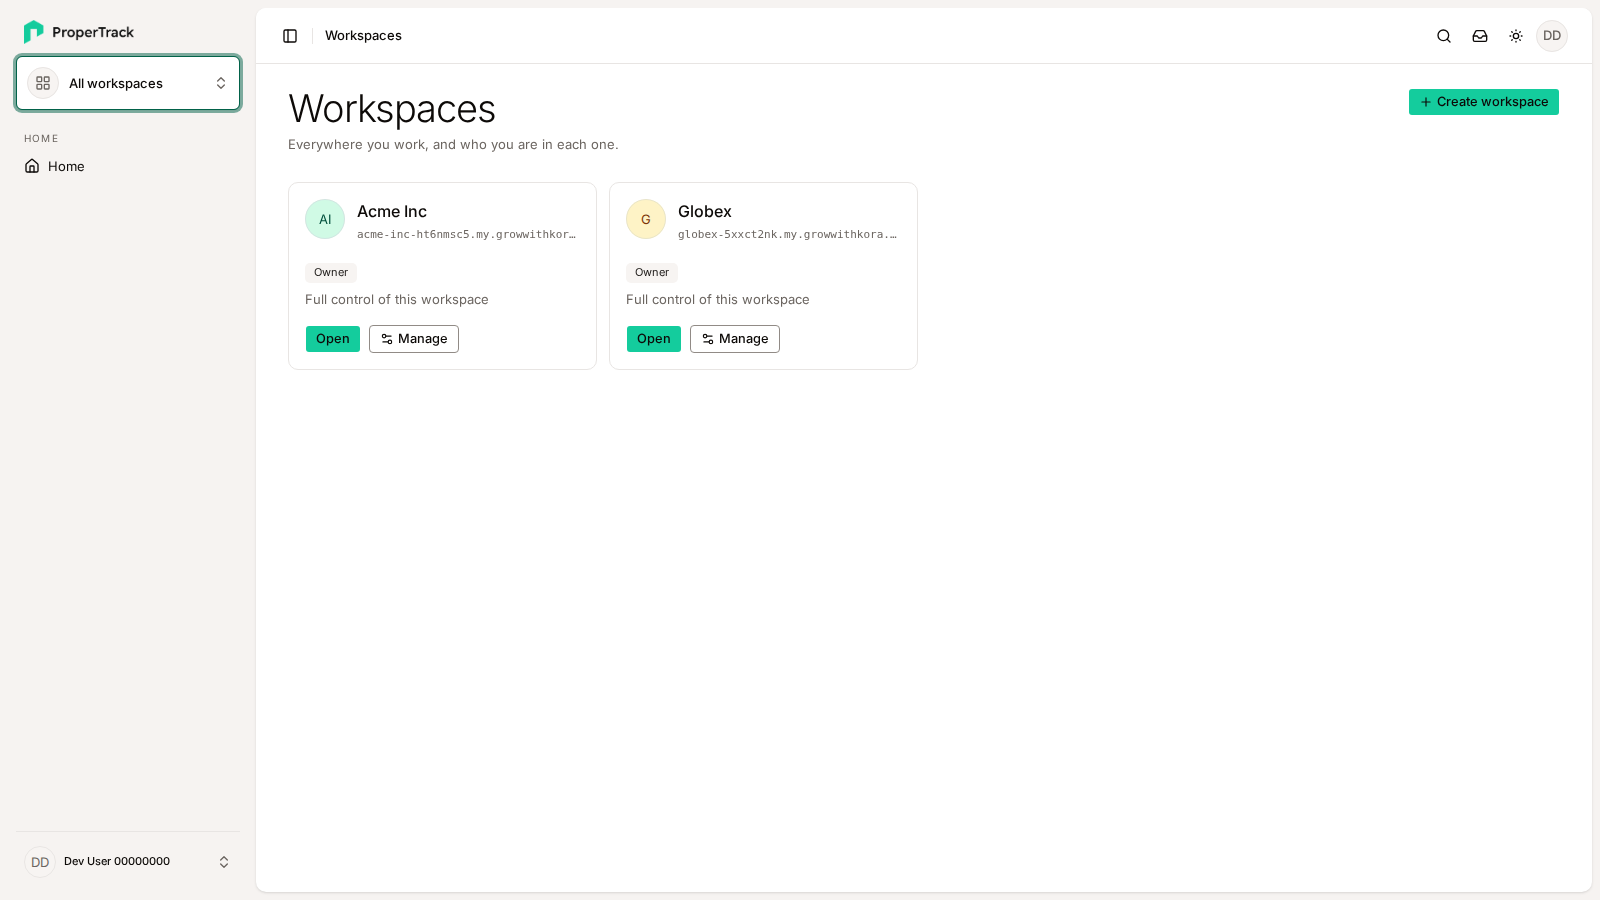 ProperTrack
All workspaces
HOME
Home
DD
Dev User 00000000
Workspaces
DD
Workspaces
Everywhere you work, and who you are in each one.
Create workspace
AI
Acme Inc
acme-inc-ht6nmsc5.my.growwithkor…
Owner
Full control of this workspace
Open
Manage
G
Globex
globex-5xxct2nk.my.growwithkora.…
Owner
Full control of this workspace
Open
Manage